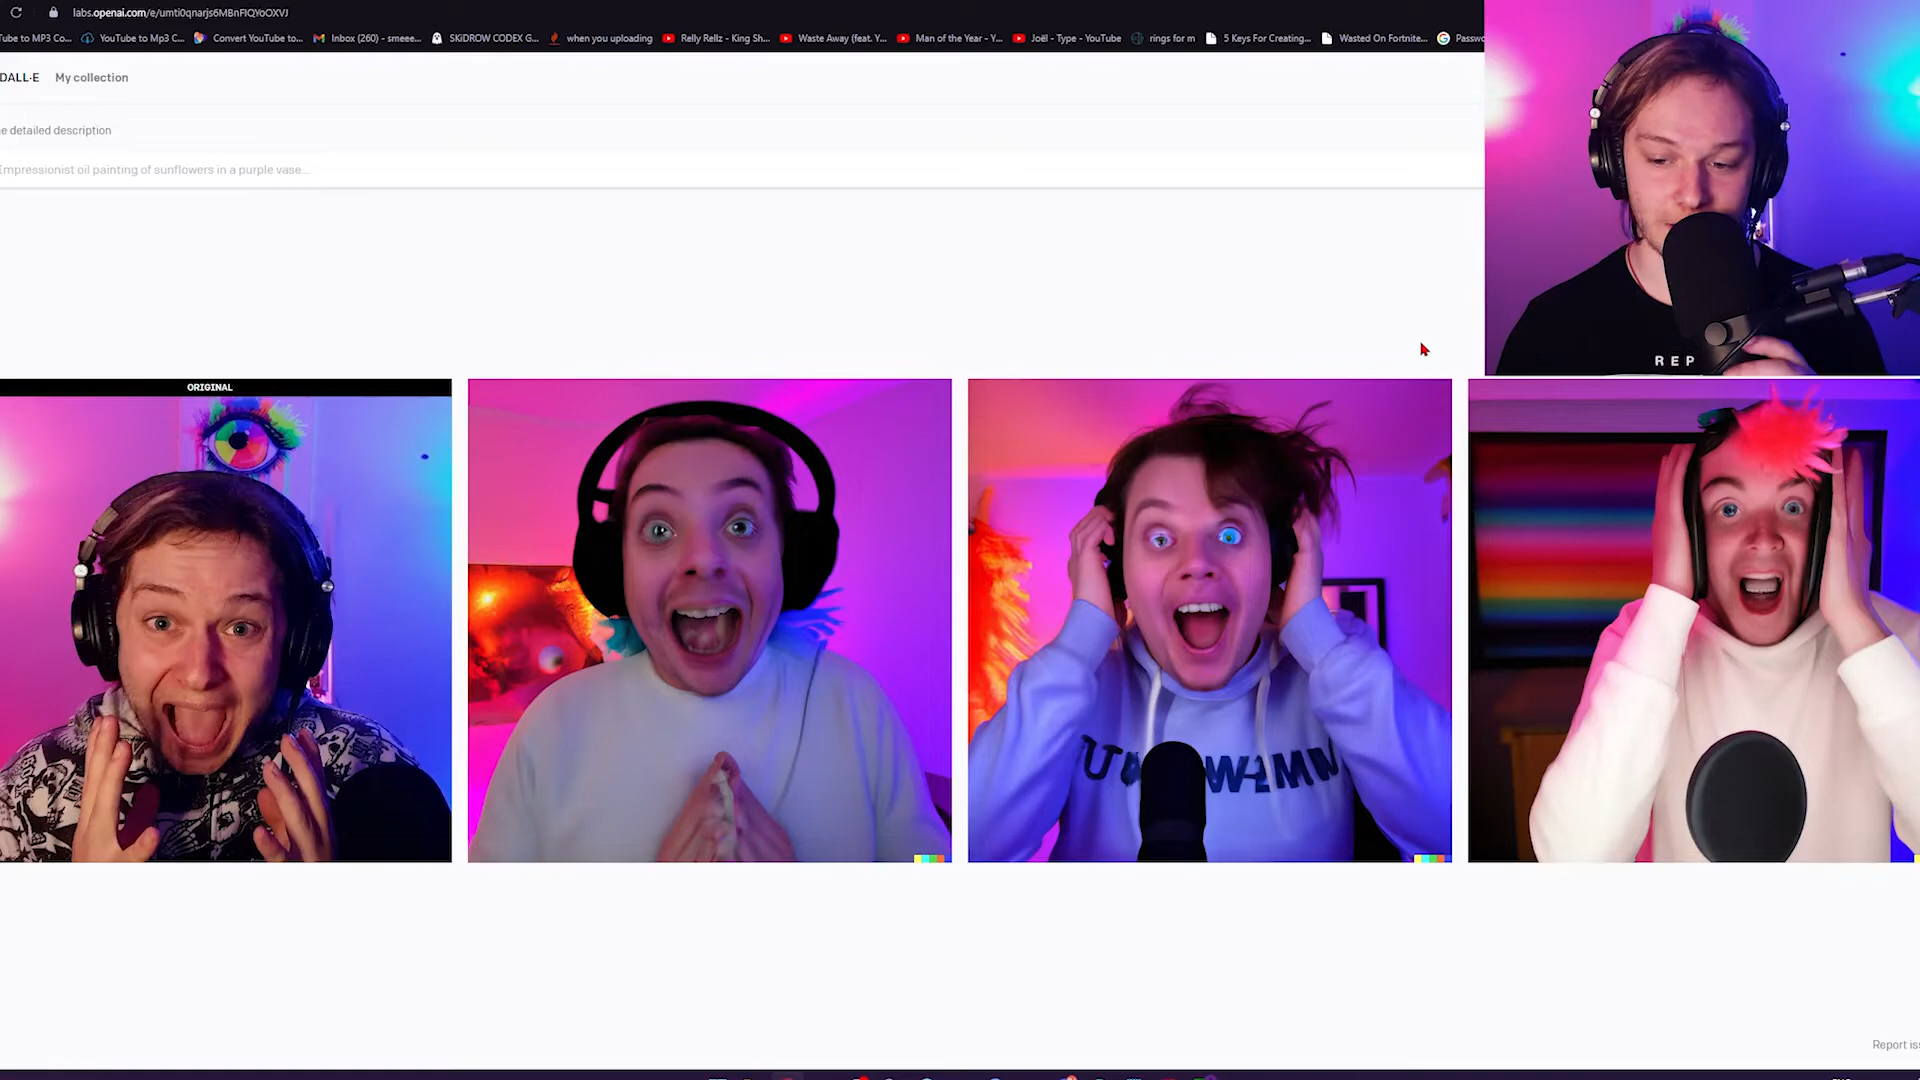 labs.openai.com/e/umti0qnarjs6MBnFIQYoOXVJ
Tube to MP3 Co... YouTube to Mp3 C... Convert YouTube to... Inbox (260) - smeee... SKiDROW CODEX G... when you uploading Relly Rellz - King Sh... Waste Away (feat. Y... Man of the Year - Y... Joël - Type - YouTube rings for m 5 Keys For Creating... Wasted On Fortnite... Passwo
DALL·E My collection
e detailed description
Impressionist oil painting of sunflowers in a purple vase...
REP
ORIGINAL
Report is